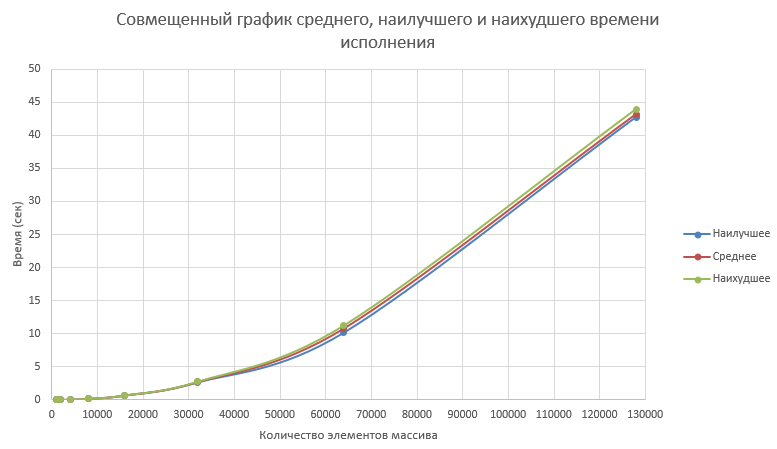 Совмещенный график среднего, наилучшего и наихудшего времени
исполнения
50
45
40
35
30
25
20
15
10
5
0
Время (сек)
0 10000 20000 30000 40000 50000 60000 70000 80000 90000 100000 110000 120000 130000
Количество элементов массива
Наилучшее
Среднее
Наихудшее